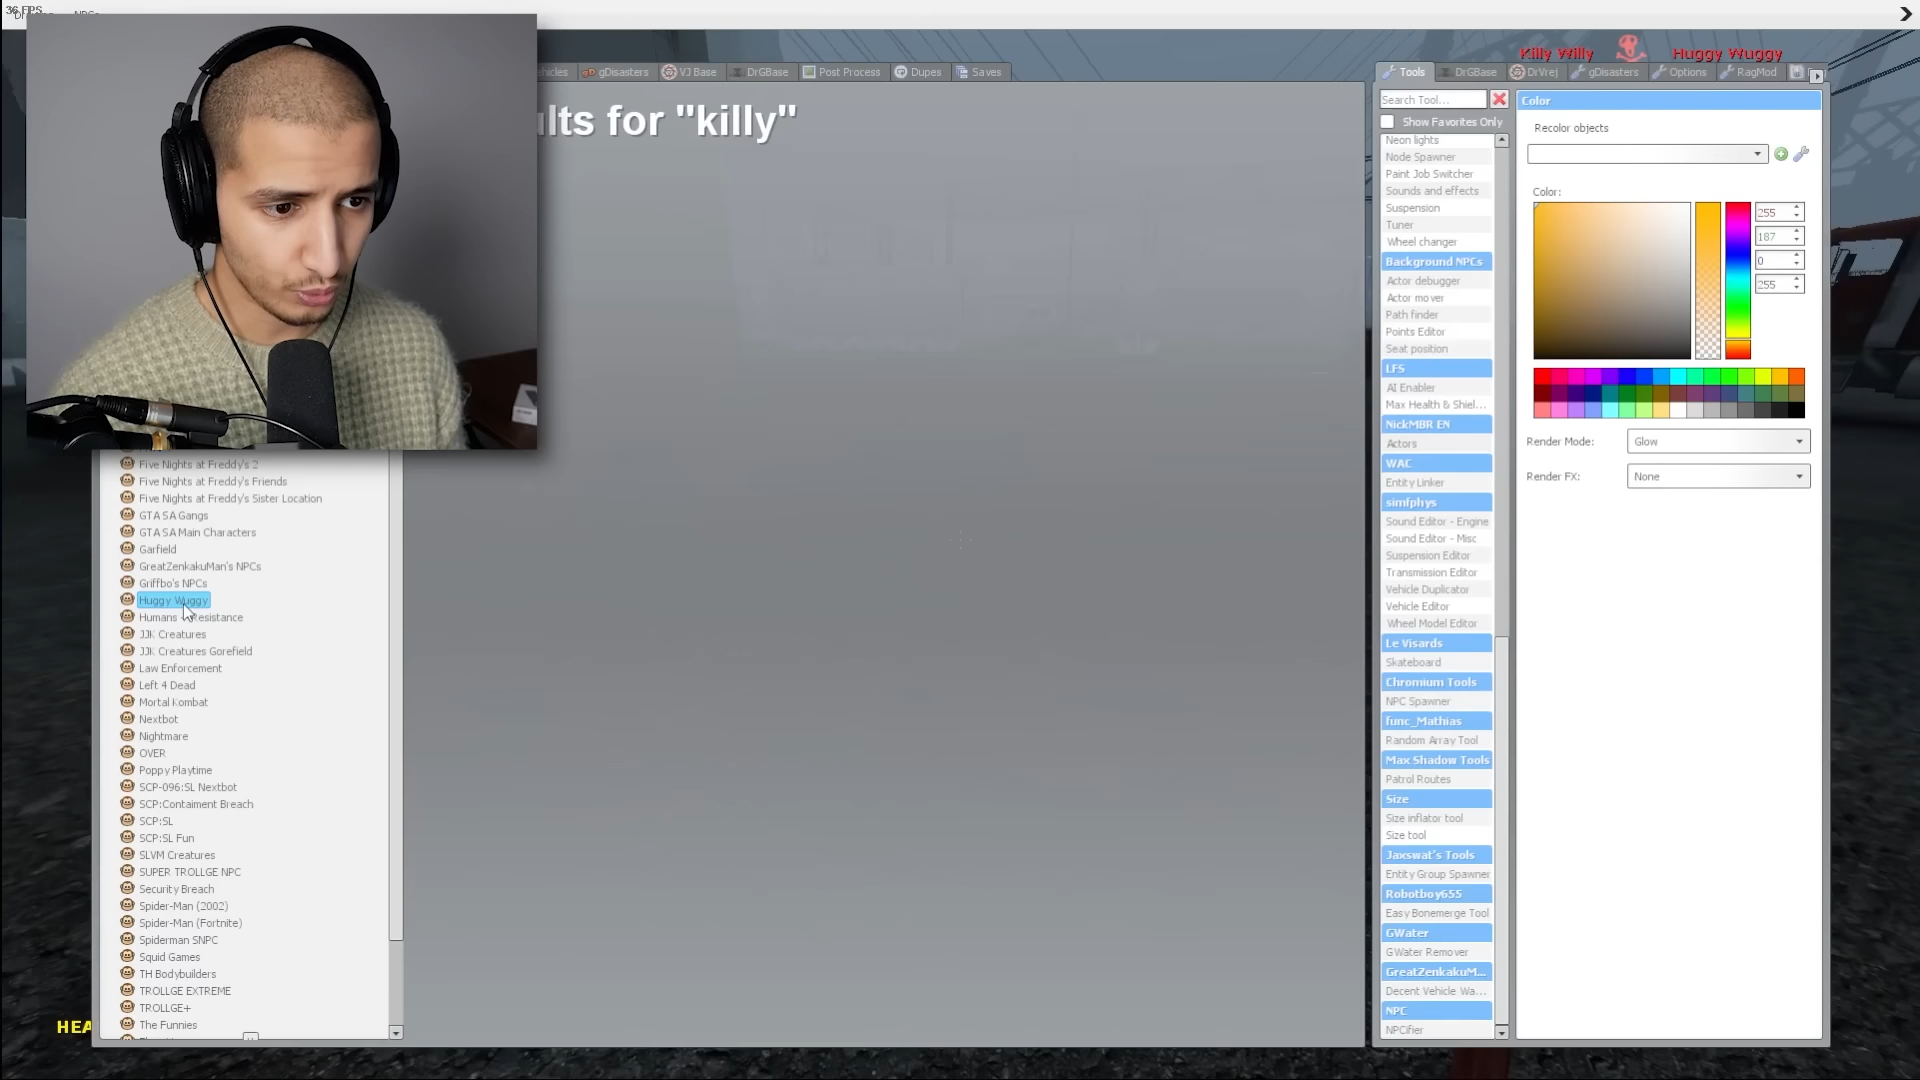 36 FPS
NPCs
Killy Willy
Huggy Wuggy
gDisasters
VJ Base
DrGBase
Post Process
Dupes
Saves
Tools
DrGBase
DrVrej
gDisasters
Options
RagMod
for "killy"
Search Tool...
Show Favorites Only
Neon lights
Node Spawner
Paint Job Switcher
Sounds and effects
Suspension
Tuner
Wheel changer
Background NPCs
Actor debugger
Actor mover
Path finder
Points Editor
Seat position
LFS
AI Enabler
Max Health & Shiel...
NickMBR EN
Actors
WAC
Entity Linker
simfphys
Sound Editor - Engine
Sound Editor - Misc
Suspension Editor
Transmission Editor
Vehicle Duplicator
Vehicle Editor
Wheel Model Editor
Le Visards
Skateboard
Chromium Tools
NPC Spawner
func_Mathias
Random Array Tool
Max Shadow Tools
Patrol Routes
Size
Size inflator tool
Size tool
Jaxswat's Tools
Entity Group Spawner
Robotboy655
Easy Bonemerge Tool
GWater
GWater Remover
GreatZenkakuM...
Decent Vehicle Wa...
NPC
NPCifier
Color
Recolor objects
Color:
255
187
0
255
Render Mode:
Glow
Render FX:
None
Five Nights at Freddy's 2
Five Nights at Freddy's Friends
Five Nights at Freddy's Sister Location
GTA SA Gangs
GTA SA Main Characters
Garfield
GreatZenkakuMan's NPCs
Griffbo's NPCs
Huggy Wuggy
Humans Resistance
JJK Creatures
JJK Creatures Gorefield
Law Enforcement
Left 4 Dead
Mortal Kombat
Nextbot
Nightmare
OVER
Poppy Playtime
SCP-096:SL Nextbot
SCP:Contaiment Breach
SCP:SL
SCP:SL Fun
SLVM Creatures
SUPER TROLLGE NPC
Security Breach
Spider-Man (2002)
Spider-Man (Fortnite)
Spiderman SNPC
Squid Games
TH Bodybuilders
TROLLGE EXTREME
TROLLGE+
The Funnies
HEA